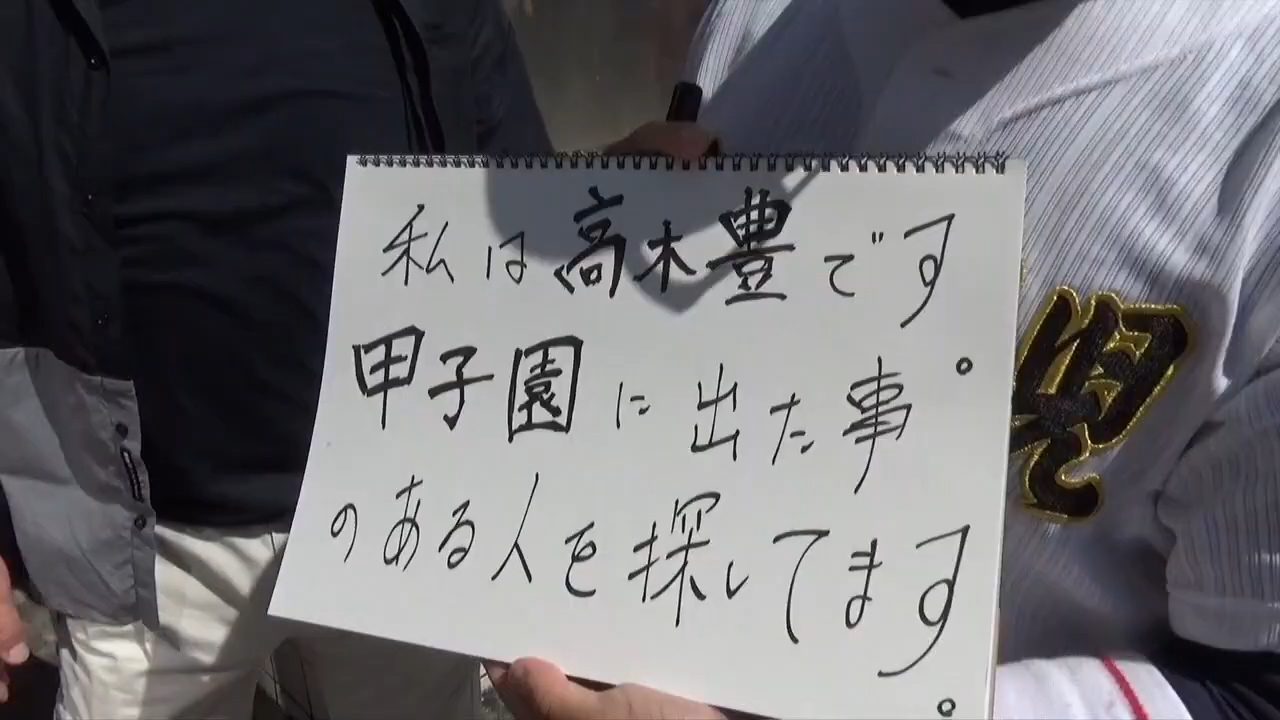 私は高木豊です。
甲子園に出た事
のある人を探してます。